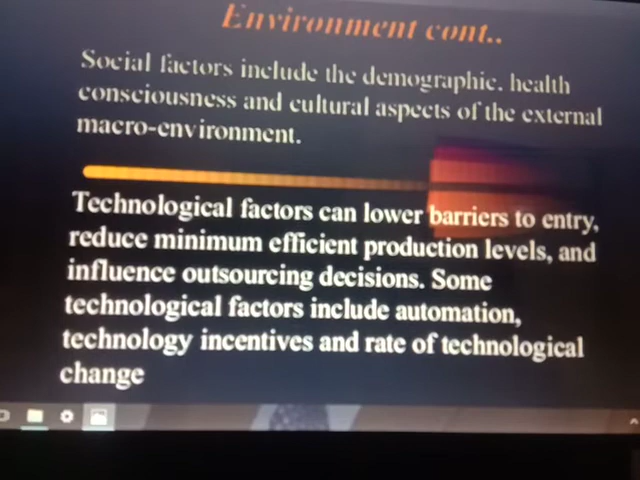 Environment cont..
Social factors include the demographic. health
consciousness and cultural aspects of the external
macro-environment.
Technological factors can lower barriers to entry,
reduce minimum efficient production levels, and
influence outsourcing decisions. Some
technological factors include automation,
technology incentives and rate of technological
change